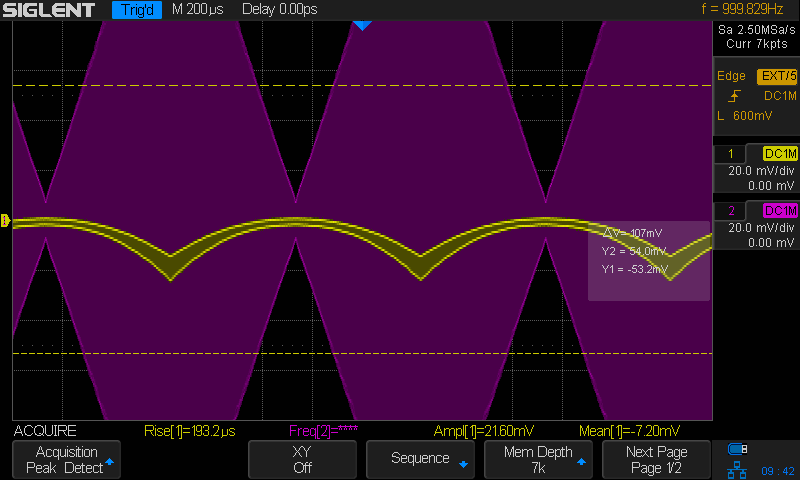 SIGLENT Trig'd M 200µs Delay 0.00ps f = 999.829Hz
Sa 2.50MSa/s
Curr 7kpts
Edge EXT/5
DC1M
L 600mV
1 DC1M
20.0 mV/div
0.00 mV
2 DC1M
20.0 mV/div
0.00 mV
1
ΔV= 107mV
Y2 = 54.0mV
Y1 = -53.2mV
ACQUIRE Rise[1]=193.2µs Freq[2]=**** Ampl[1]=21.60mV Mean[1]=-7.20mV
Acquisition
Peak Detect
XY
Off
Sequence
Mem Depth
7k
Next Page
Page 1/2
09:42